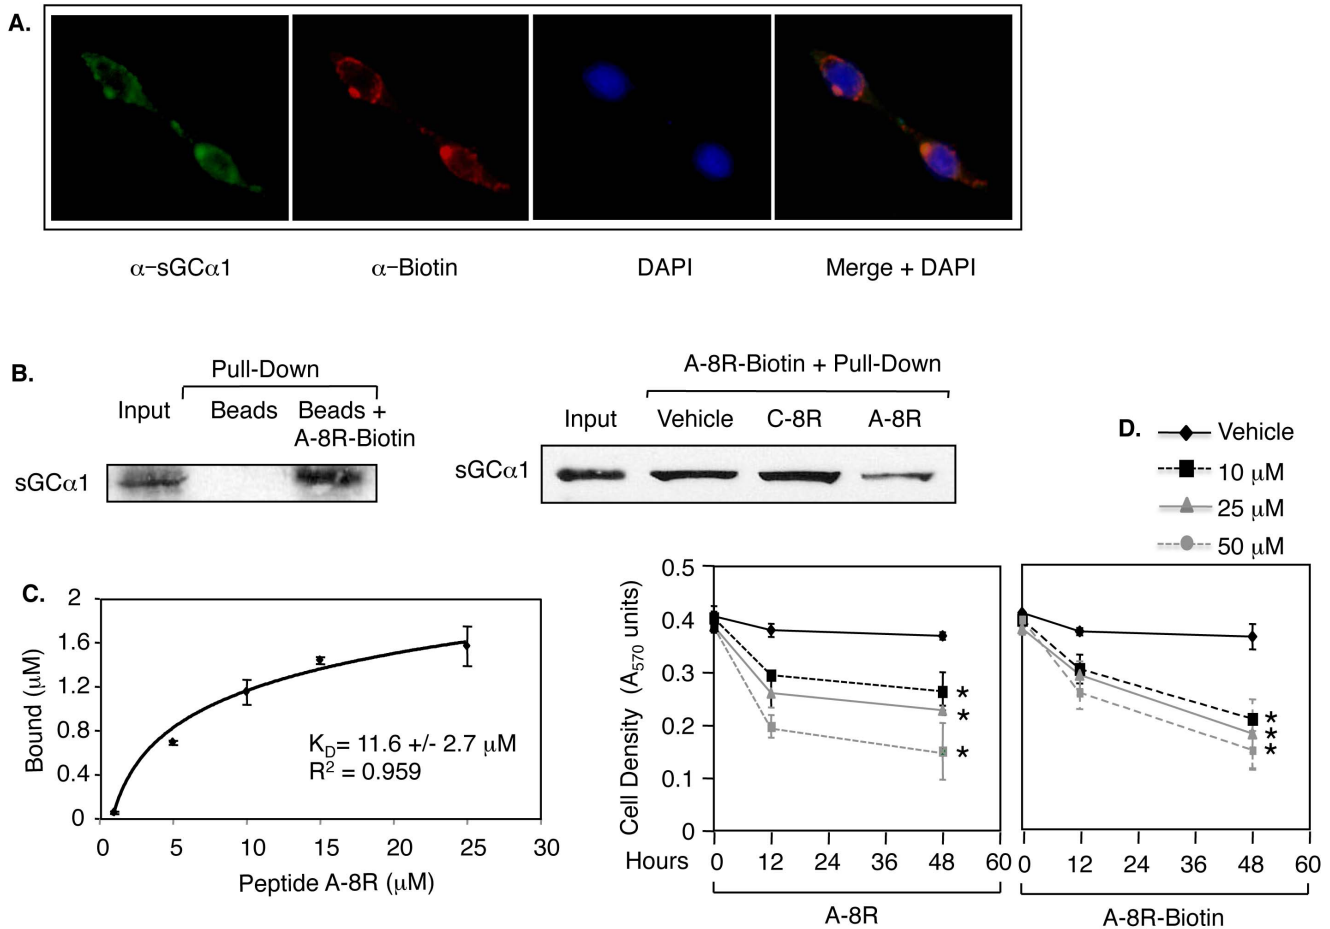 A.
α−sGCα1
α−Biotin
DAPI
Merge + DAPI
B.
Pull-Down
Input
Beads
Beads +
A-8R-Biotin
sGCα1
A-8R-Biotin + Pull-Down
Input
Vehicle
C-8R
A-8R
sGCα1
C.
2
1.6
1.2
0.8
0.4
0
Bound (μM)
K_D= 11.6 +/- 2.7 μM
R² = 0.959
0 5 10 15 20 25 30
Peptide A-8R (μM)
D.
Vehicle
10 μM
25 μM
50 μM
0.5
0.4
0.3
0.2
0.1
0
Cell Density (A₅₇₀ units)
*
*
*
*
*
*
Hours 0 12 24 36 48 60 0 12 24 36 48 60
A-8R
A-8R-Biotin